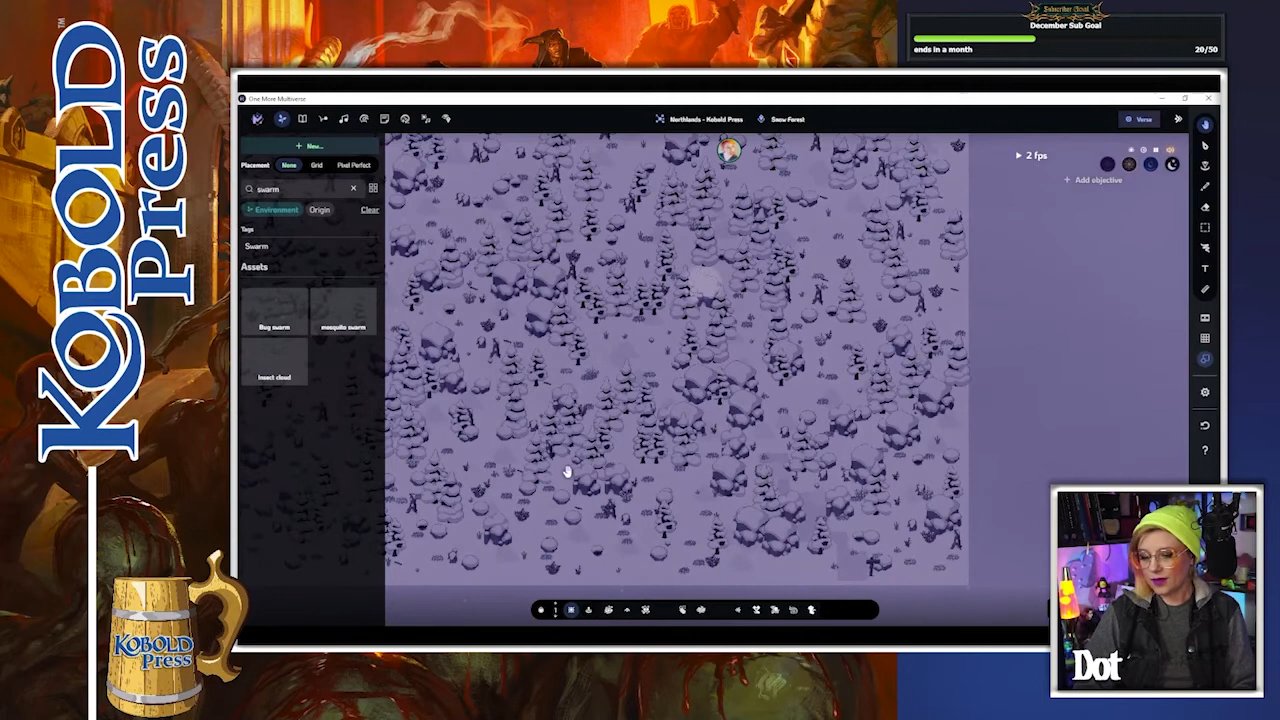 KOBOLD
Press
TM
Subscriber Goal
December Sub Goal
ends in a month
20/50
One More Multiverse
Northlands - Kobold Press
Snow Forest
Verse
+ New...
Placement
None
Grid
Pixel Perfect
swarm
Environment
Origin
Clear
Tags
Swarm
Assets
Bug swarm
mosquito swarm
Insect cloud
2 fps
+ Add objective
T
?
1
KOBOLD
Press
Dot